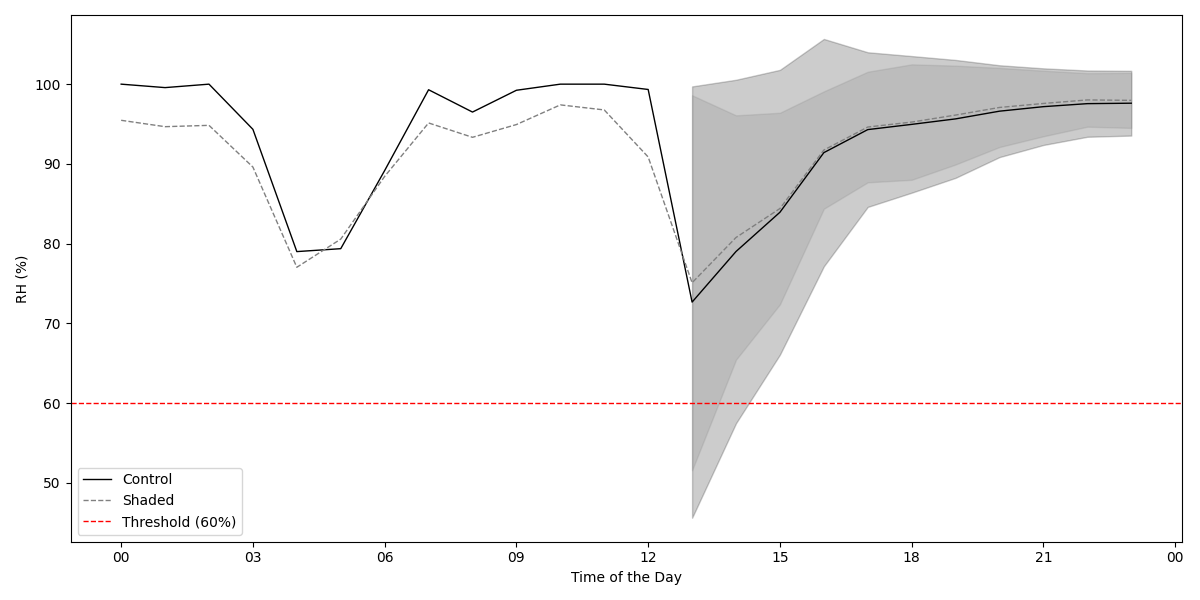 100
90
80
70
60
50
RH (%)
Control
Shaded
Threshold (60%)
00 03 06 09 12 15 18 21 00
Time of the Day